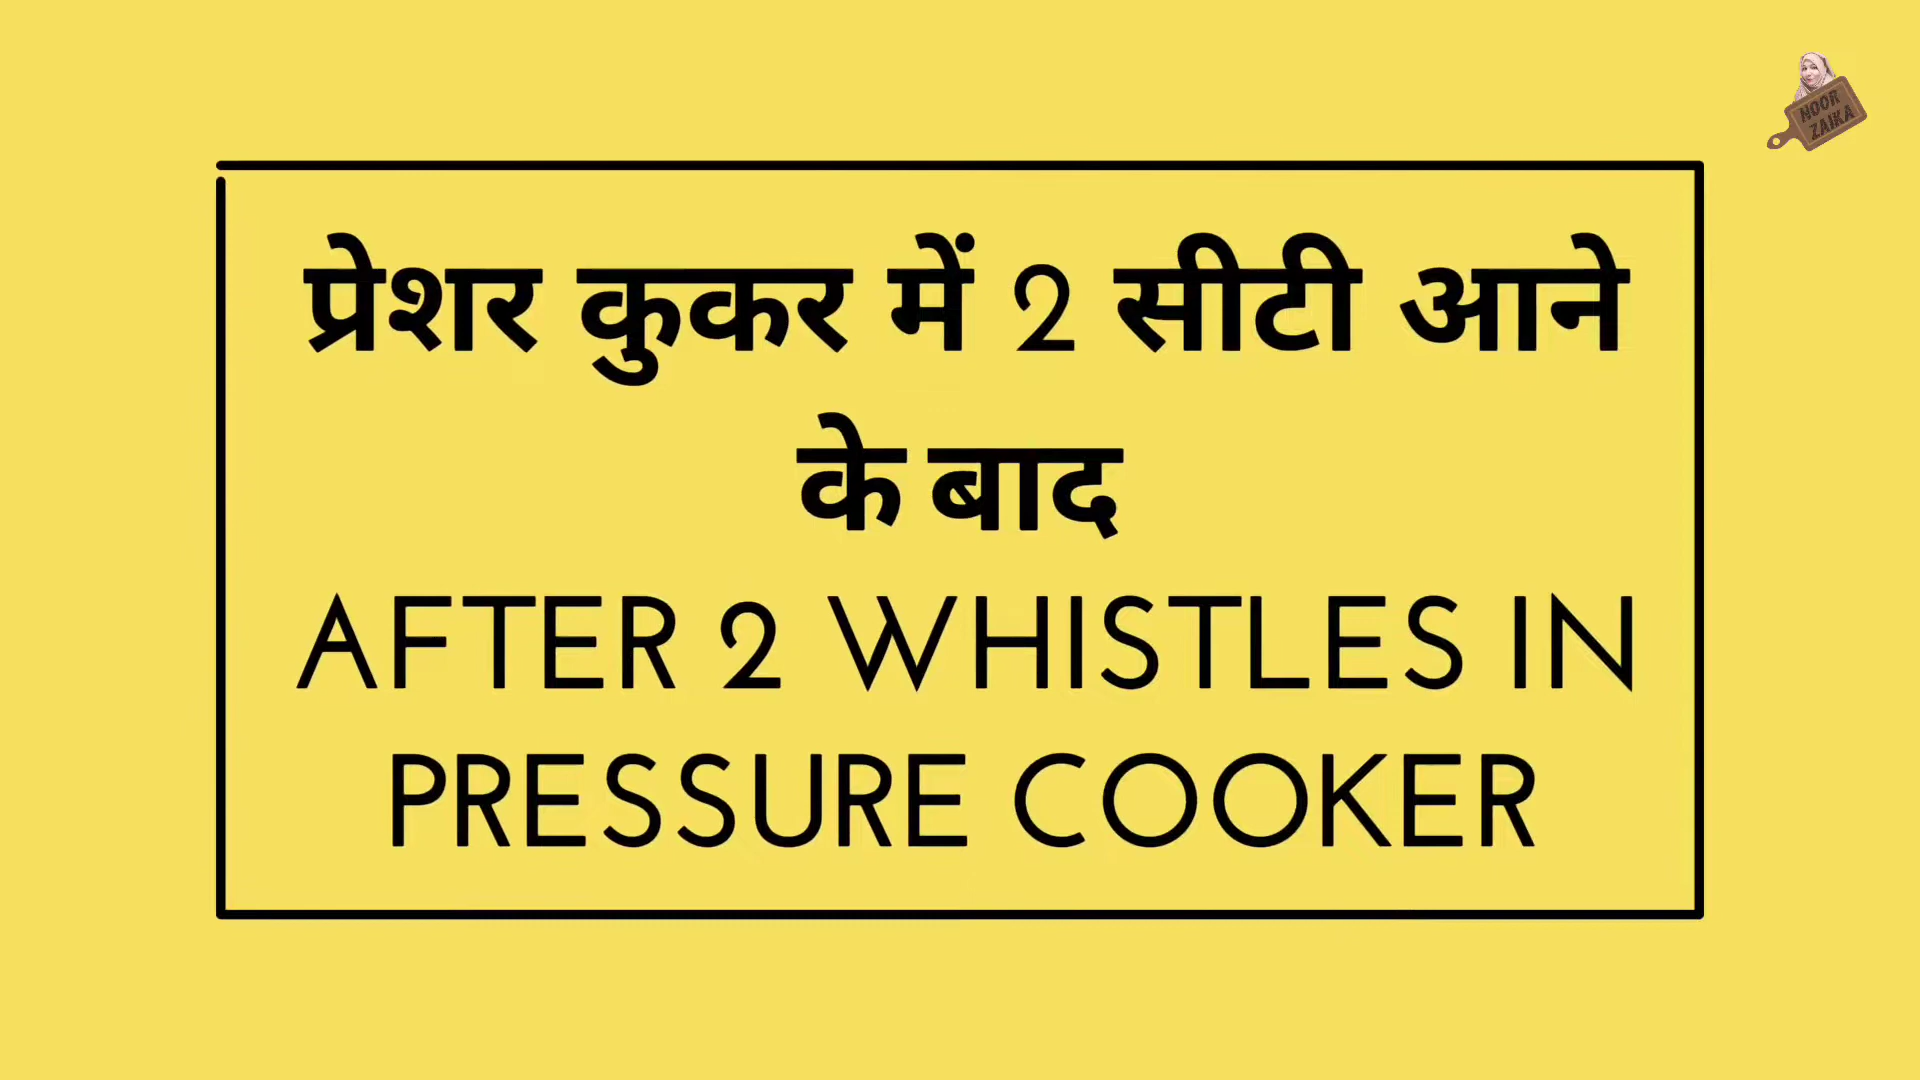 NOOR
ZAIKA
प्रेशर कुकर में 2 सीटी आने
के बाद
AFTER 2 WHISTLES IN
PRESSURE COOKER